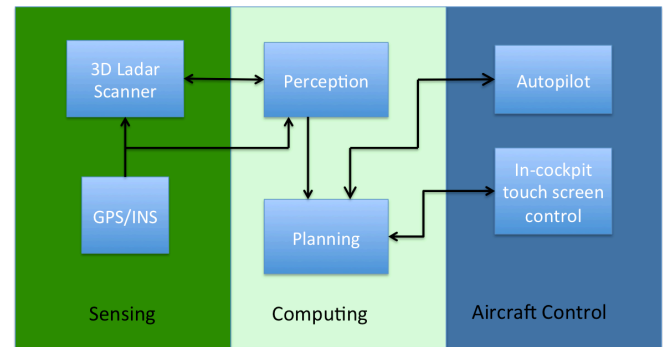 3D Ladar
Scanner
Perception
Autopilot
In-cockpit
touch screen
control
GPS/INS
Planning
Sensing
Computing
Aircraft Control